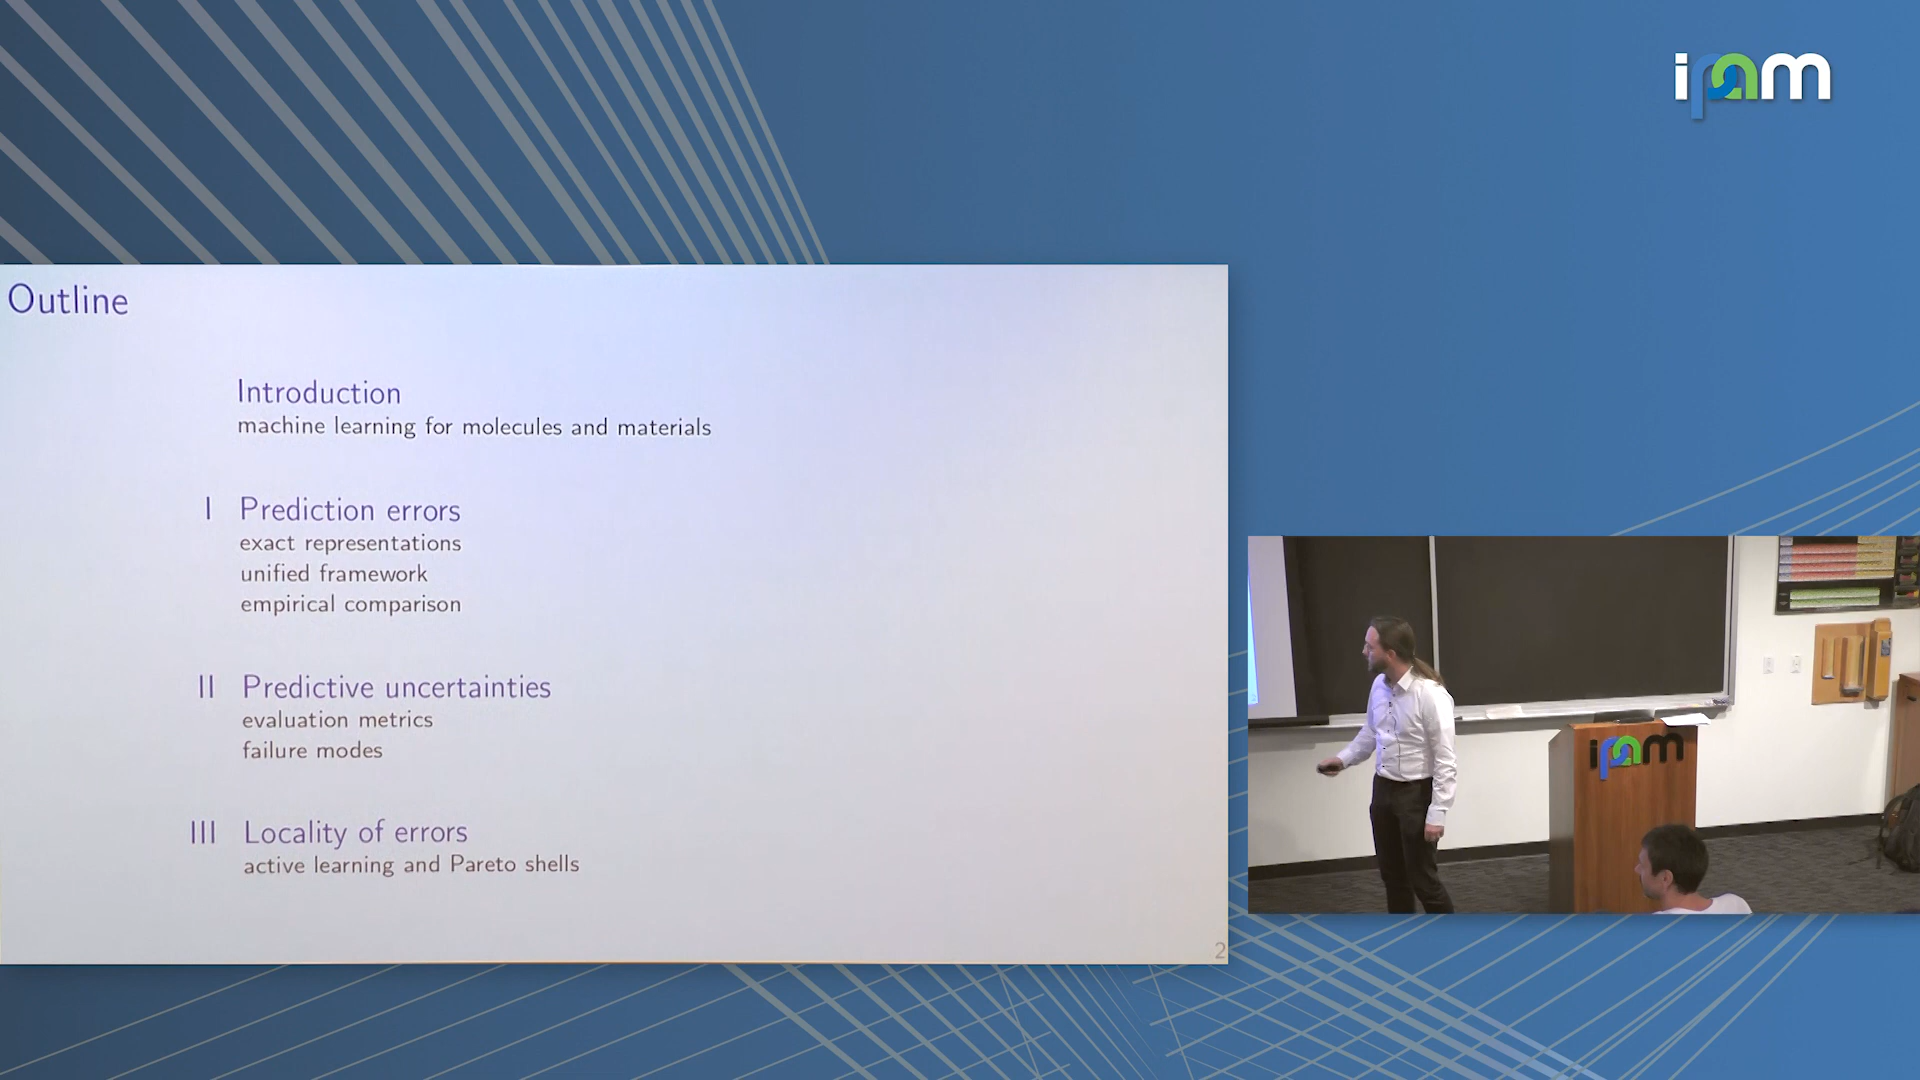 ipam
Outline
Introduction
machine learning for molecules and materials
I Prediction errors
exact representations
unified framework
empirical comparison
II Predictive uncertainties
evaluation metrics
failure modes
III Locality of errors
active learning and Pareto shells
2
ipam